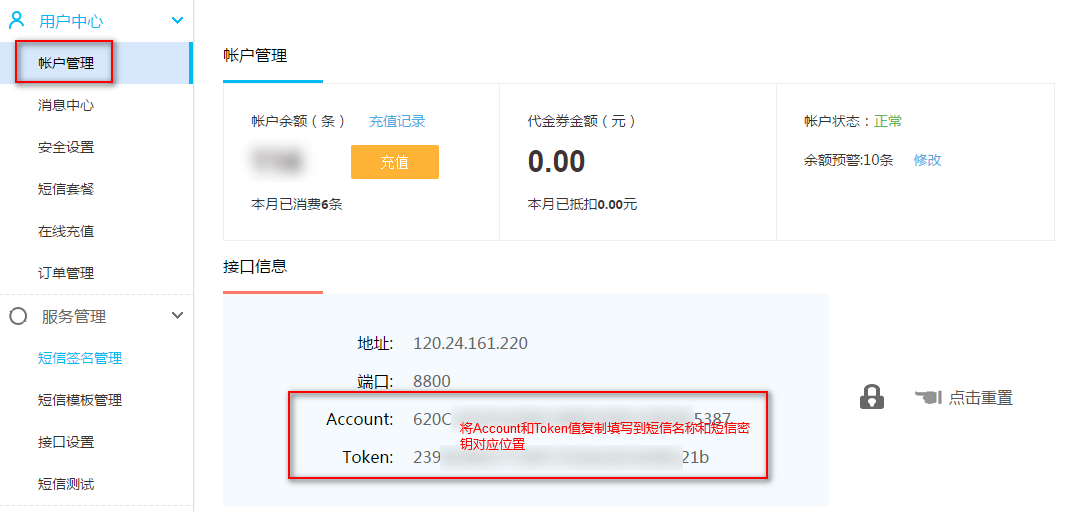 用户中心
帐户管理
消息中心
安全设置
短信套餐
在线充值
订单管理
服务管理
短信签名管理
短信模板管理
接口设置
短信测试
帐户管理
帐户余额（条） 充值记录
充值
本月已消费6条
代金券金额（元）
0.00
本月已抵扣0.00元
帐户状态：正常
余额预警:10条 修改
接口信息
地址: 120.24.161.220
端口: 8800
Account: 620C 5387
将Account和Token值复制填写到短信名称和短信密
钥对应位置
Token: 239 21b
点击重置